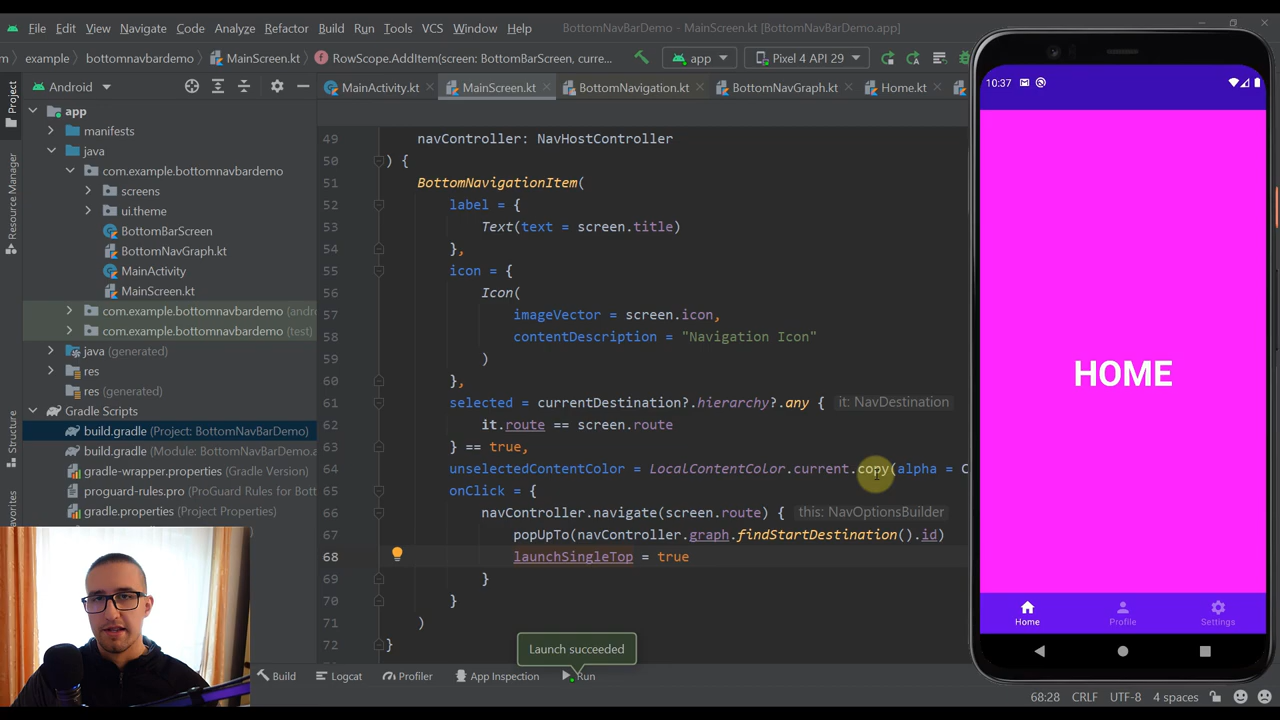 File Edit View Navigate Code Analyze Refactor Build Run Tools VCS Window Help BottomNavBarDemo - MainScreen.kt [BottomNavBarDemo.app]
example bottomnavbardemo MainScreen.kt RowScope.AddItem(screen: BottomBarScreen, curre... app Pixel 4 API 29
Android MainActivity.kt MainScreen.kt BottomNavigation.kt BottomNavGraph.kt Home.kt
Project
Resource Manager
Structure
app
manifests
java
com.example.bottomnavbardemo
screens
ui.theme
BottomBarScreen
BottomNavGraph.kt
MainActivity
MainScreen.kt
com.example.bottomnavbardemo (andr
com.example.bottomnavbardemo (test)
java (generated)
res
res (generated)
Gradle Scripts
build.gradle (Project: BottomNavBarDemo)
build.gradle (Module: BottomNavBarDemo.ap
gradle-wrapper.properties (Gradle Version)
proguard-rules.pro (ProGuard Rules for Bottom
gradle.properties (Project Properties)
49 navController: NavHostController
50 ) {
51 BottomNavigationItem(
52 label = {
53 Text(text = screen.title)
54 },
55 icon = {
56 Icon(
57 imageVector = screen.icon,
58 contentDescription = "Navigation Icon"
59 )
60 },
61 selected = currentDestination?.hierarchy?.any { it: NavDestination
62 it.route == screen.route
63 } == true,
64 unselectedContentColor = LocalContentColor.current.copy(alpha = C
65 onClick = {
66 navController.navigate(screen.route) { this: NavOptionsBuilder
67 popUpTo(navController.graph.findStartDestination().id)
68 launchSingleTop = true
69 }
70 }
71 )
72 }
Launch succeeded
Build Logcat Profiler App Inspection Run
68:28 CRLF UTF-8 4 spaces
10:37
HOME
Home Profile Settings